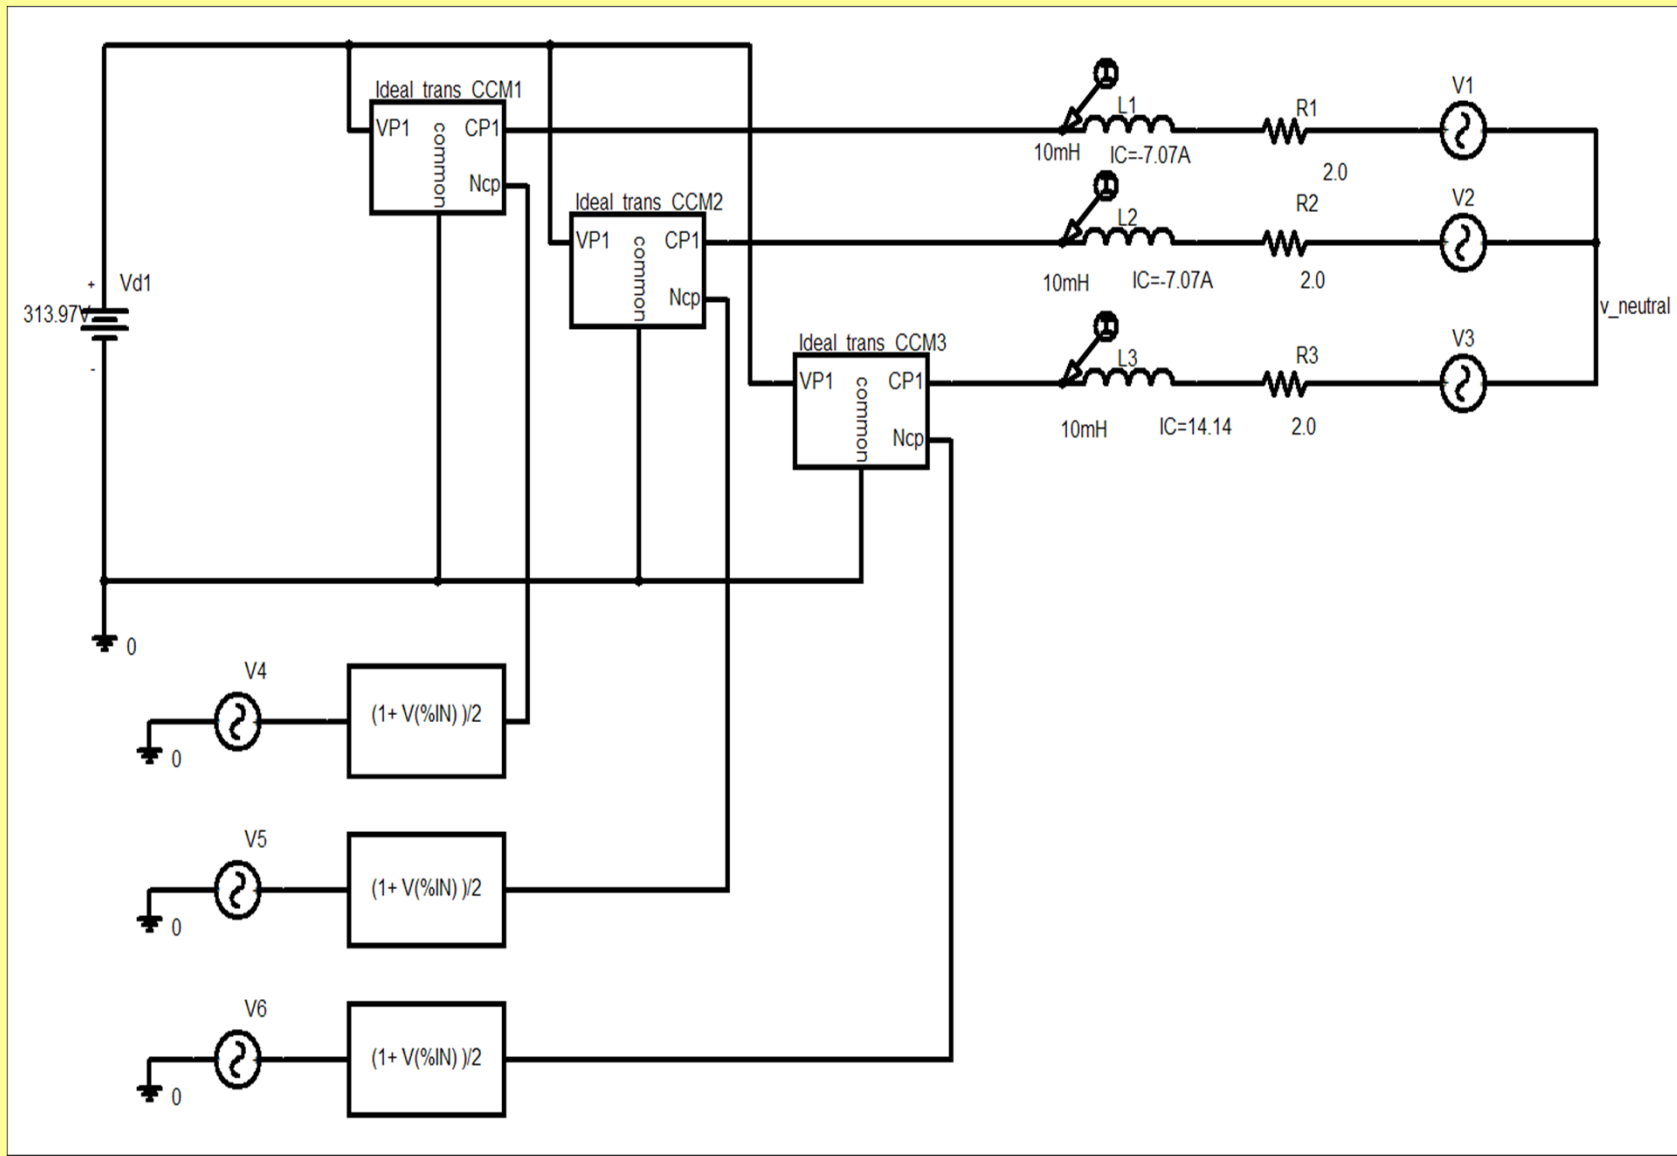 Ideal_trans_CCM1
VP1
common
CP1
Ncp
Ideal_trans_CCM2
VP1
common
CP1
Ncp
Ideal_trans_CCM3
VP1
common
CP1
Ncp
L1
10mH
IC=-7.07A
R1
2.0
V1
L2
10mH
IC=-7.07A
R2
2.0
V2
L3
10mH
IC=14.14
R3
2.0
V3
v_neutral
+
Vd1
313.97V
-
0
V4
(1+ V(%IN) )/2
0
V5
(1+ V(%IN) )/2
0
V6
(1+ V(%IN) )/2
0